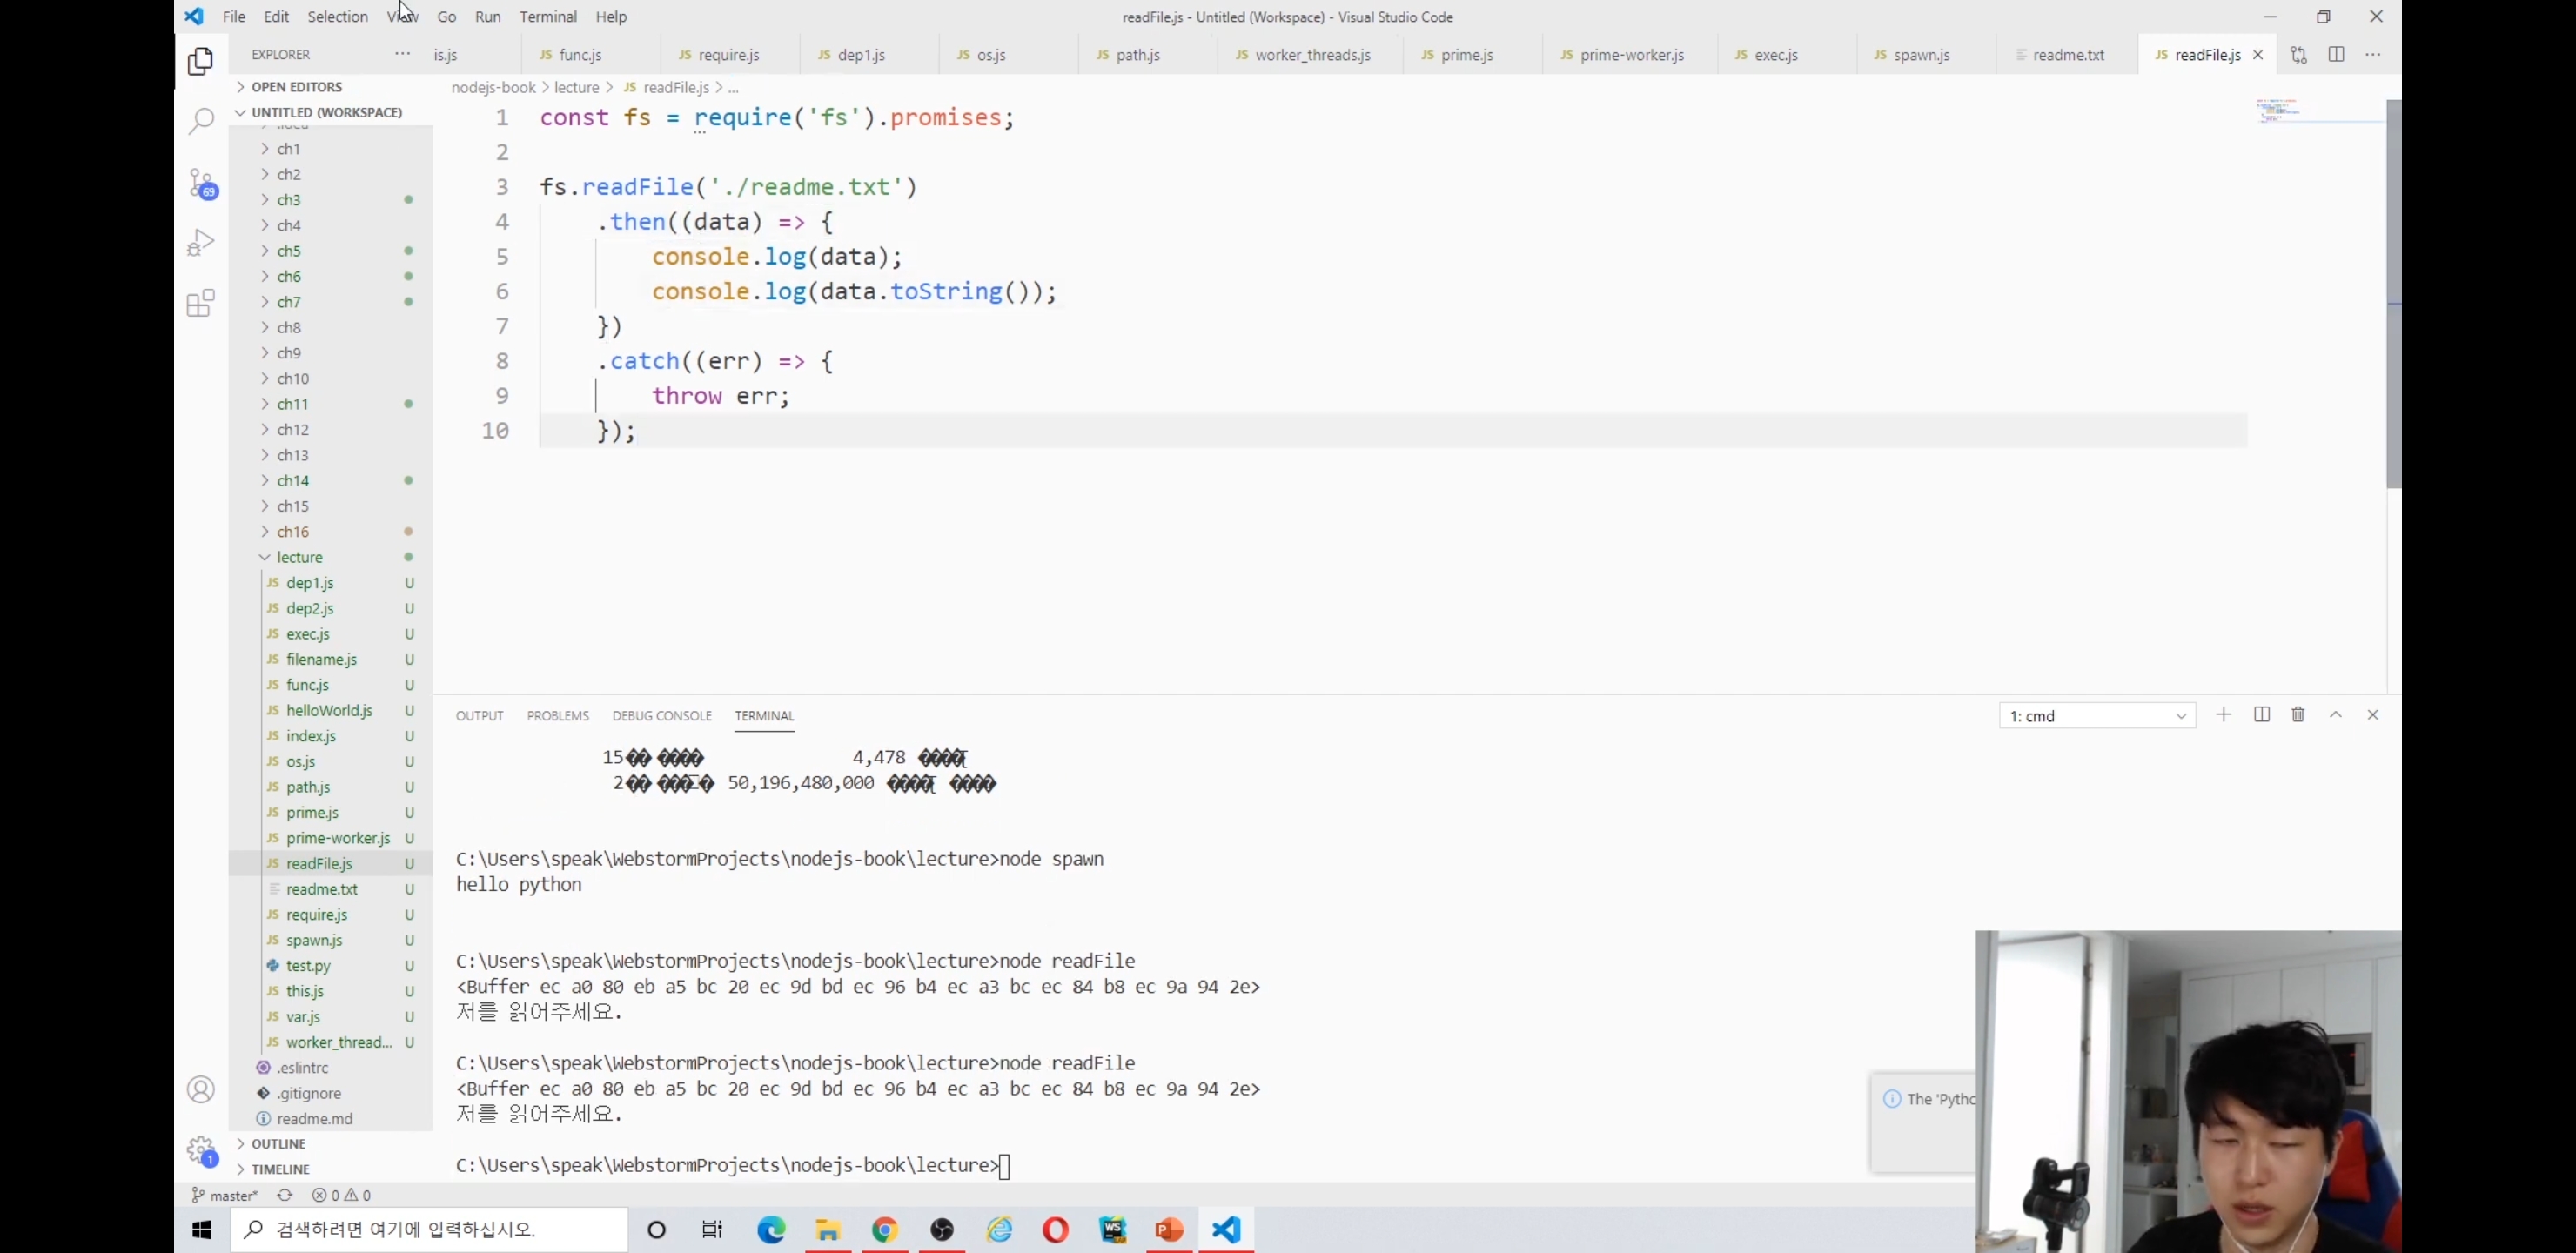 File Edit Selection View Go Run Terminal Help
readFile.js - Untitled (Workspace) - Visual Studio Code
EXPLORER
is.js func.js require.js dep1.js os.js path.js worker_threads.js prime.js prime-worker.js exec.js spawn.js readme.txt readFile.js
OPEN EDITORS
UNTITLED (WORKSPACE)
.idea
ch1
ch2
ch3
ch4
ch5
ch6
ch7
ch8
ch9
ch10
ch11
ch12
ch13
ch14
ch15
ch16
lecture
JS dep1.js U
JS dep2.js U
JS exec.js U
JS filename.js U
JS func.js U
JS helloWorld.js U
JS index.js U
JS os.js U
JS path.js U
JS prime.js U
JS prime-worker.js U
JS readFile.js U
readme.txt U
JS require.js U
JS spawn.js U
test.py U
JS this.js U
JS var.js U
JS worker_thread... U
.eslintrc
.gitignore
readme.md
OUTLINE
TIMELINE
69
1
nodejs-book > lecture > JS readFile.js > ...
1 const fs = require('fs').promises;
2
3 fs.readFile('./readme.txt')
4 .then((data) => {
5 console.log(data);
6 console.log(data.toString());
7 })
8 .catch((err) => {
9 throw err;
10 });
OUTPUT PROBLEMS DEBUG CONSOLE TERMINAL
1: cmd
15�� ���� 4,478 ����
2�� ���� 50,196,480,000 ���� ����
C:\Users\speak\WebstormProjects\nodejs-book\lecture>node spawn
hello python
C:\Users\speak\WebstormProjects\nodejs-book\lecture>node readFile
<Buffer ec a0 80 eb a5 bc 20 ec 9d bd ec 96 b4 ec a3 bc ec 84 b8 ec 9a 94 2e>
저를 읽어주세요.
C:\Users\speak\WebstormProjects\nodejs-book\lecture>node readFile
<Buffer ec a0 80 eb a5 bc 20 ec 9d bd ec 96 b4 ec a3 bc ec 84 b8 ec 9a 94 2e>
저를 읽어주세요.
C:\Users\speak\WebstormProjects\nodejs-book\lecture>
The 'Pytho
master* 0 0
검색하려면 여기에 입력하십시오.